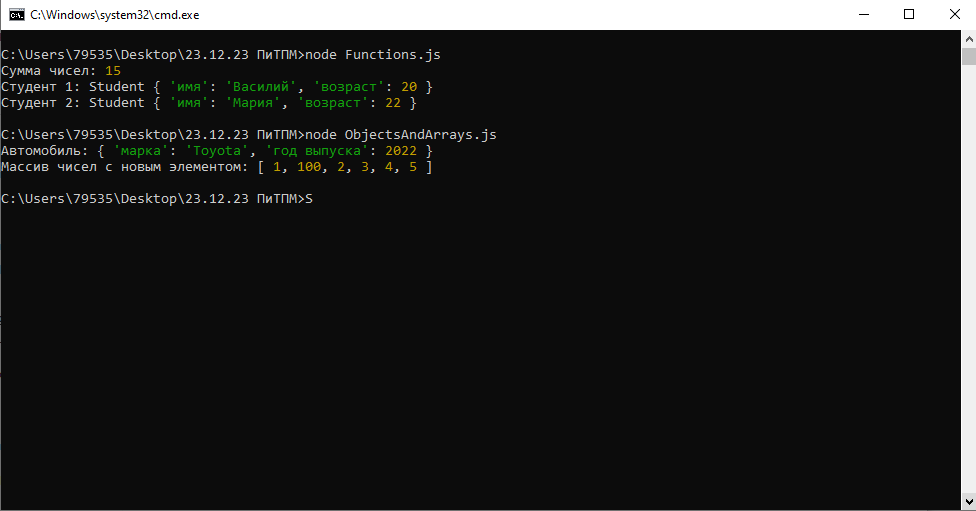 C:\Windows\system32\cmd.exe
C:\Users\79535\Desktop\23.12.23 ПиТПМ>node Functions.js
Сумма чисел: 15
Студент 1: Student { 'имя': 'Василий', 'возраст': 20 }
Студент 2: Student { 'имя': 'Мария', 'возраст': 22 }
C:\Users\79535\Desktop\23.12.23 ПиТПМ>node ObjectsAndArrays.js
Автомобиль: { 'марка': 'Toyota', 'год выпуска': 2022 }
Массив чисел с новым элементом: [ 1, 100, 2, 3, 4, 5 ]
C:\Users\79535\Desktop\23.12.23 ПиТПМ>S